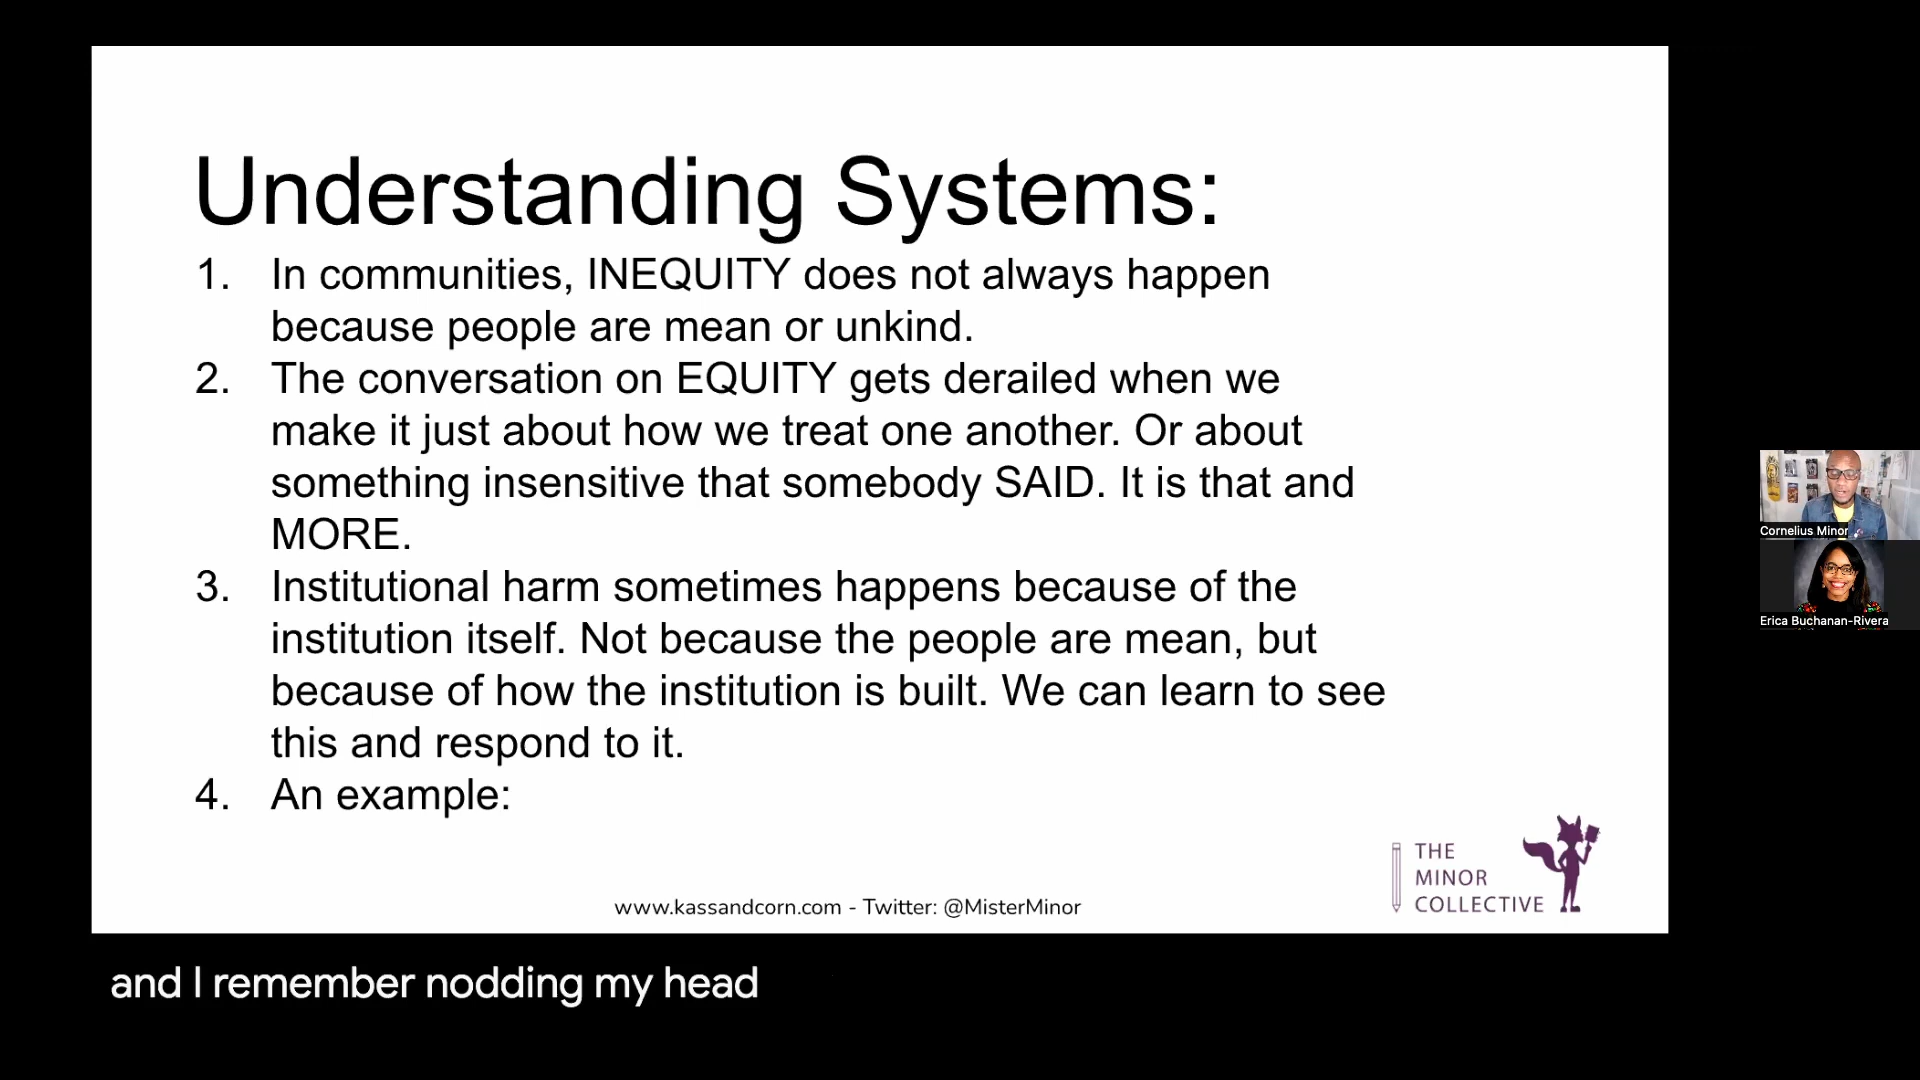 Understanding Systems:
1. In communities, INEQUITY does not always happen
because people are mean or unkind.
2. The conversation on EQUITY gets derailed when we
make it just about how we treat one another. Or about
something insensitive that somebody SAID. It is that and
MORE.
3. Institutional harm sometimes happens because of the
institution itself. Not because the people are mean, but
because of how the institution is built. We can learn to see
this and respond to it.
4. An example:
THE
MINOR
COLLECTIVE
www.kassandcorn.com - Twitter: @MisterMinor
Cornelius Minor
Erica Buchanan-Rivera
and I remember nodding my head